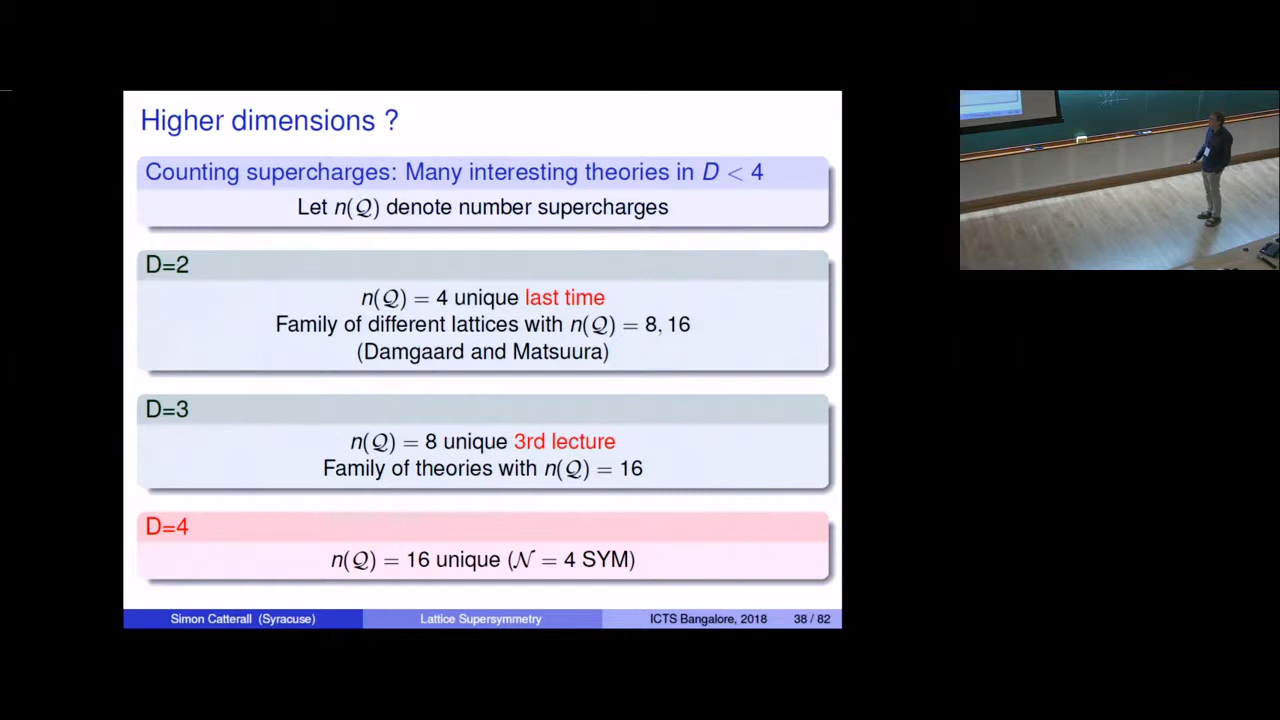 Higher dimensions ?
Counting supercharges: Many interesting theories in D < 4
Let n(𝒬) denote number supercharges
D=2
n(𝒬) = 4 unique last time
Family of different lattices with n(𝒬) = 8, 16
(Damgaard and Matsuura)
D=3
n(𝒬) = 8 unique 3rd lecture
Family of theories with n(𝒬) = 16
D=4
n(𝒬) = 16 unique (𝒩 = 4 SYM)
Simon Catterall (Syracuse) Lattice Supersymmetry ICTS Bangalore, 2018 38 / 82